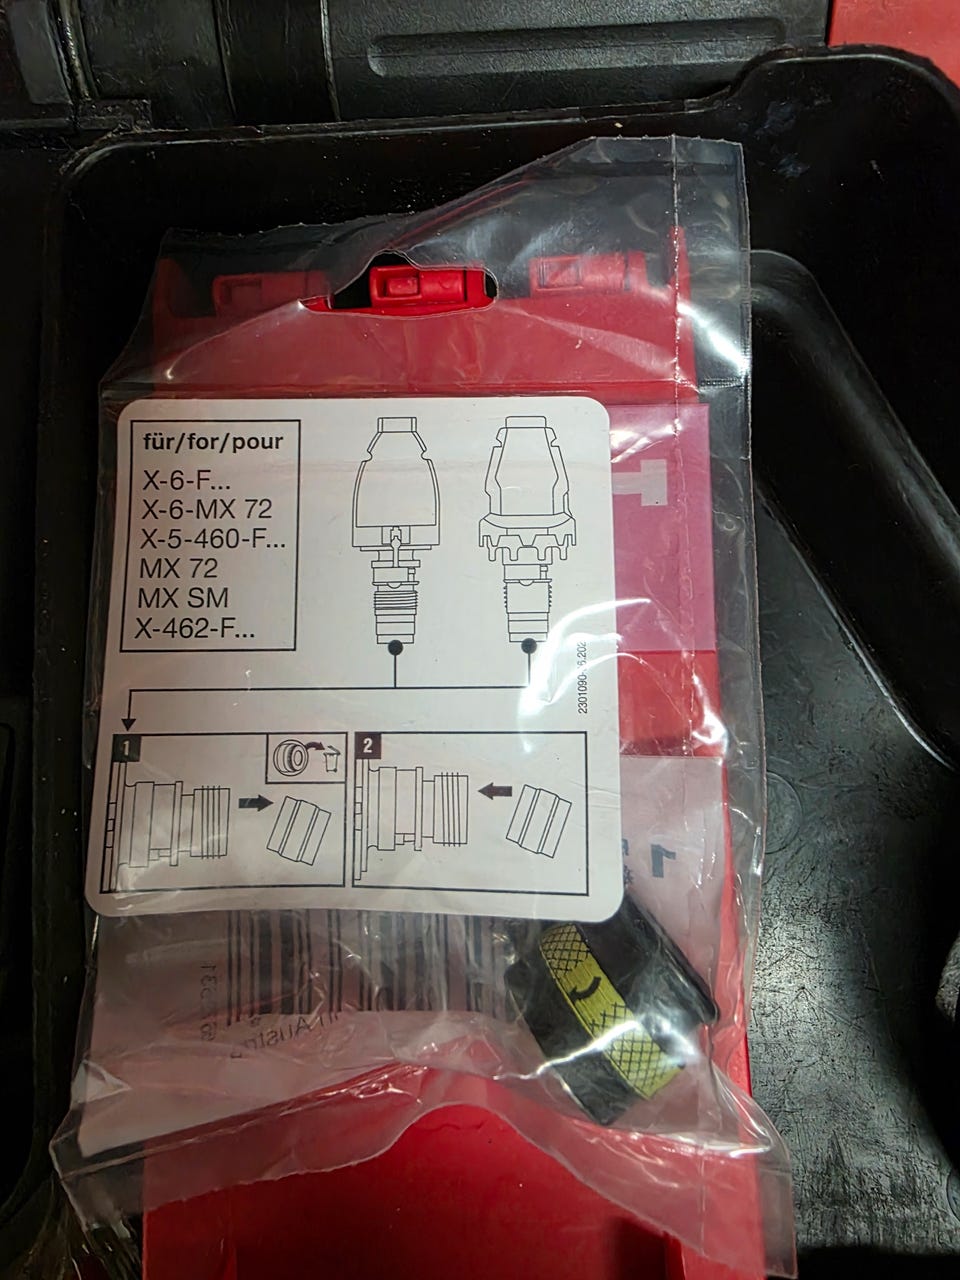 für/for/pour
X-6-F...
X-6-MX 72
X-5-460-F...
MX 72
MX SM
X-462-F...
1
2